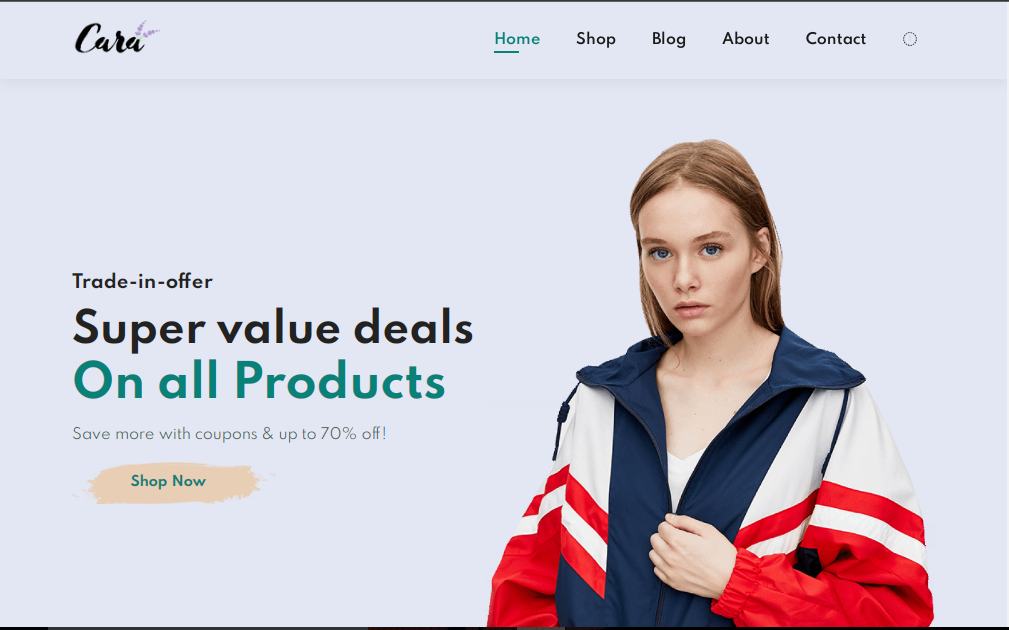 Cara
Home Shop Blog About Contact
Trade-in-offer
Super value deals
On all Products
Save more with coupons & up to 70% off!
Shop Now